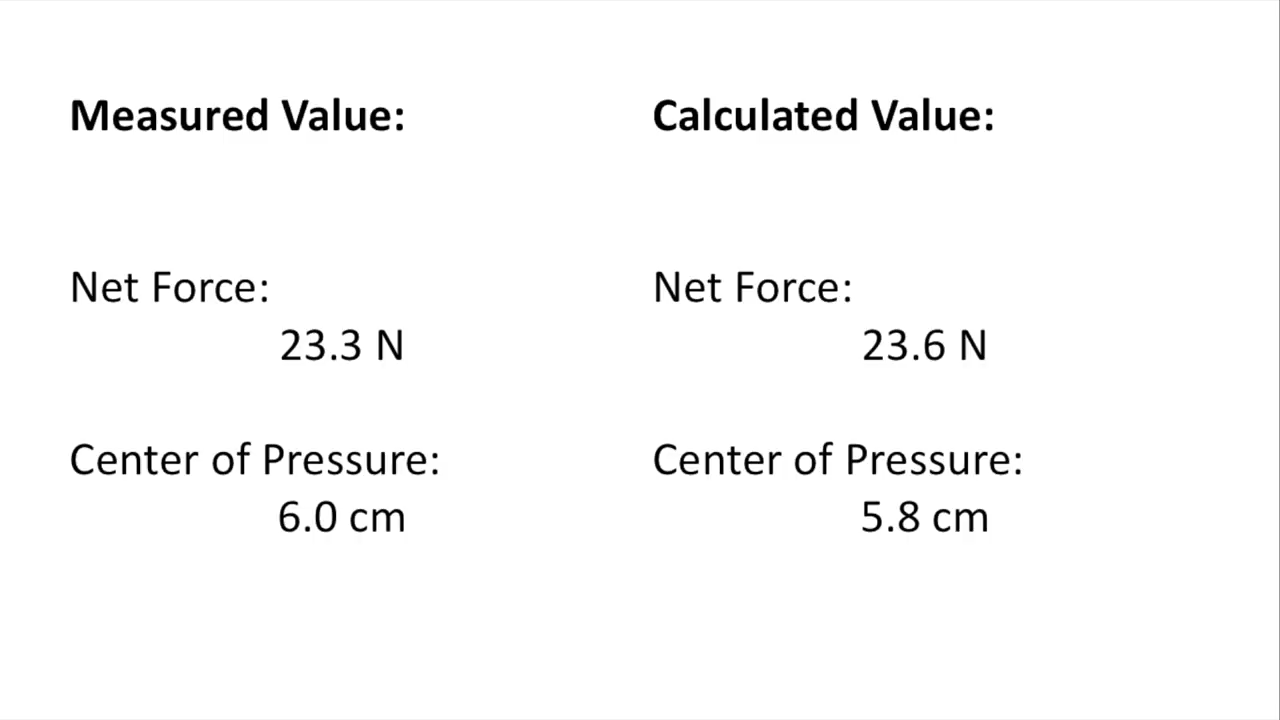 Measured Value:
Net Force:
23.3 N
Center of Pressure:
6.0 cm
Calculated Value:
Net Force:
23.6 N
Center of Pressure:
5.8 cm